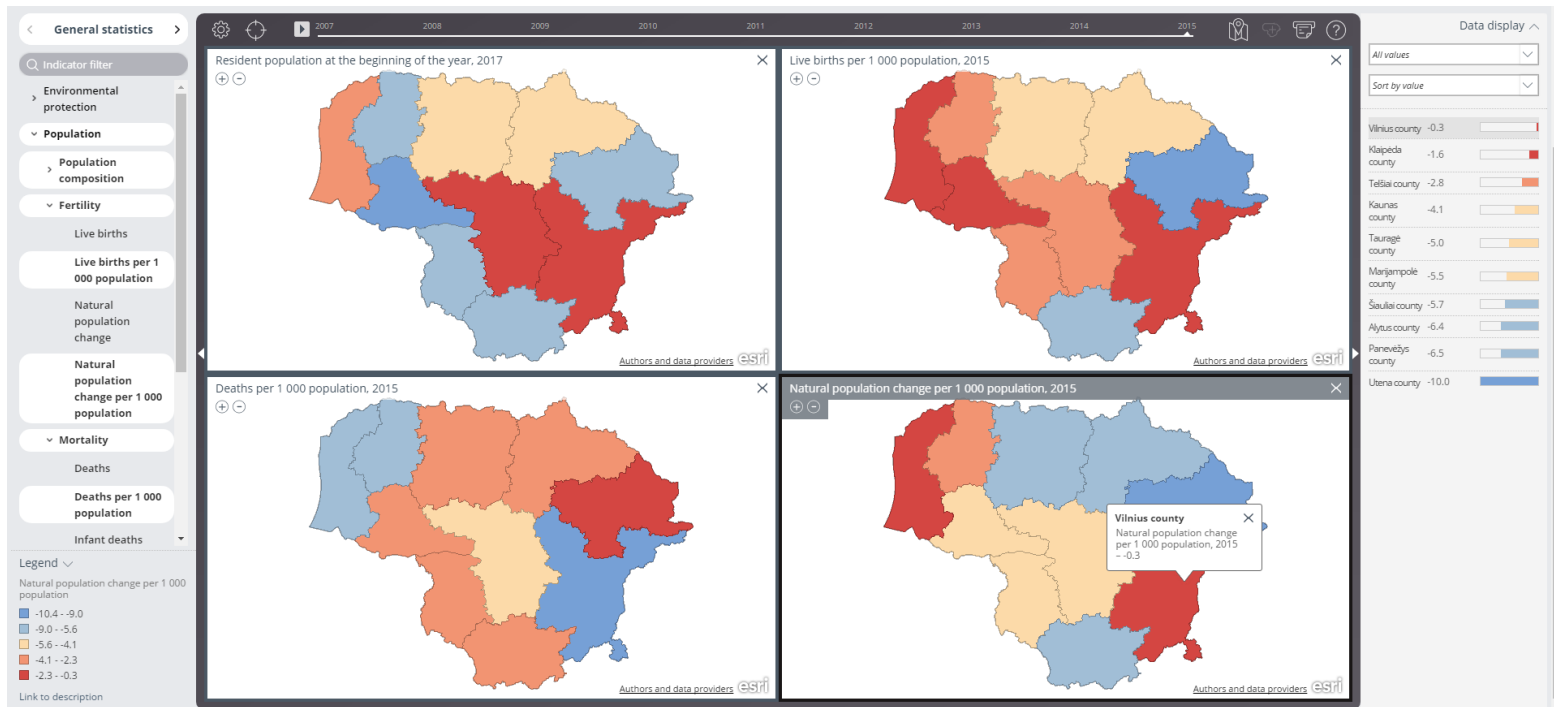 General statistics
Indicator filter
Environmental
protection
Population
Population
composition
Fertility
Live births
Live births per 1
000 population
Natural
population
change
Natural
population
change per 1 000
population
Mortality
Deaths
Deaths per 1 000
population
Infant deaths
Legend
Natural population change per 1 000
population
-10.4 - -9.0
-9.0 - -5.6
-5.6 - -4.1
-4.1 - -2.3
-2.3 - -0.3
Link to description
2007 2008 2009 2010 2011 2012 2013 2014 2015
Resident population at the beginning of the year, 2017
Authors and data providers esri
Live births per 1 000 population, 2015
Authors and data providers esri
Deaths per 1 000 population, 2015
Authors and data providers esri
Natural population change per 1 000 population, 2015
Vilnius county
Natural population change
per 1 000 population, 2015
– -0.3
Authors and data providers esri
Data display
All values
Sort by value
Vilnius county -0.3
Klaipėda
county -1.6
Telšiai county -2.8
Kaunas
county -4.1
Tauragė
county -5.0
Marijampolė
county -5.5
Šiauliai county -5.7
Alytus county -6.4
Panevėžys
county -6.5
Utena county -10.0